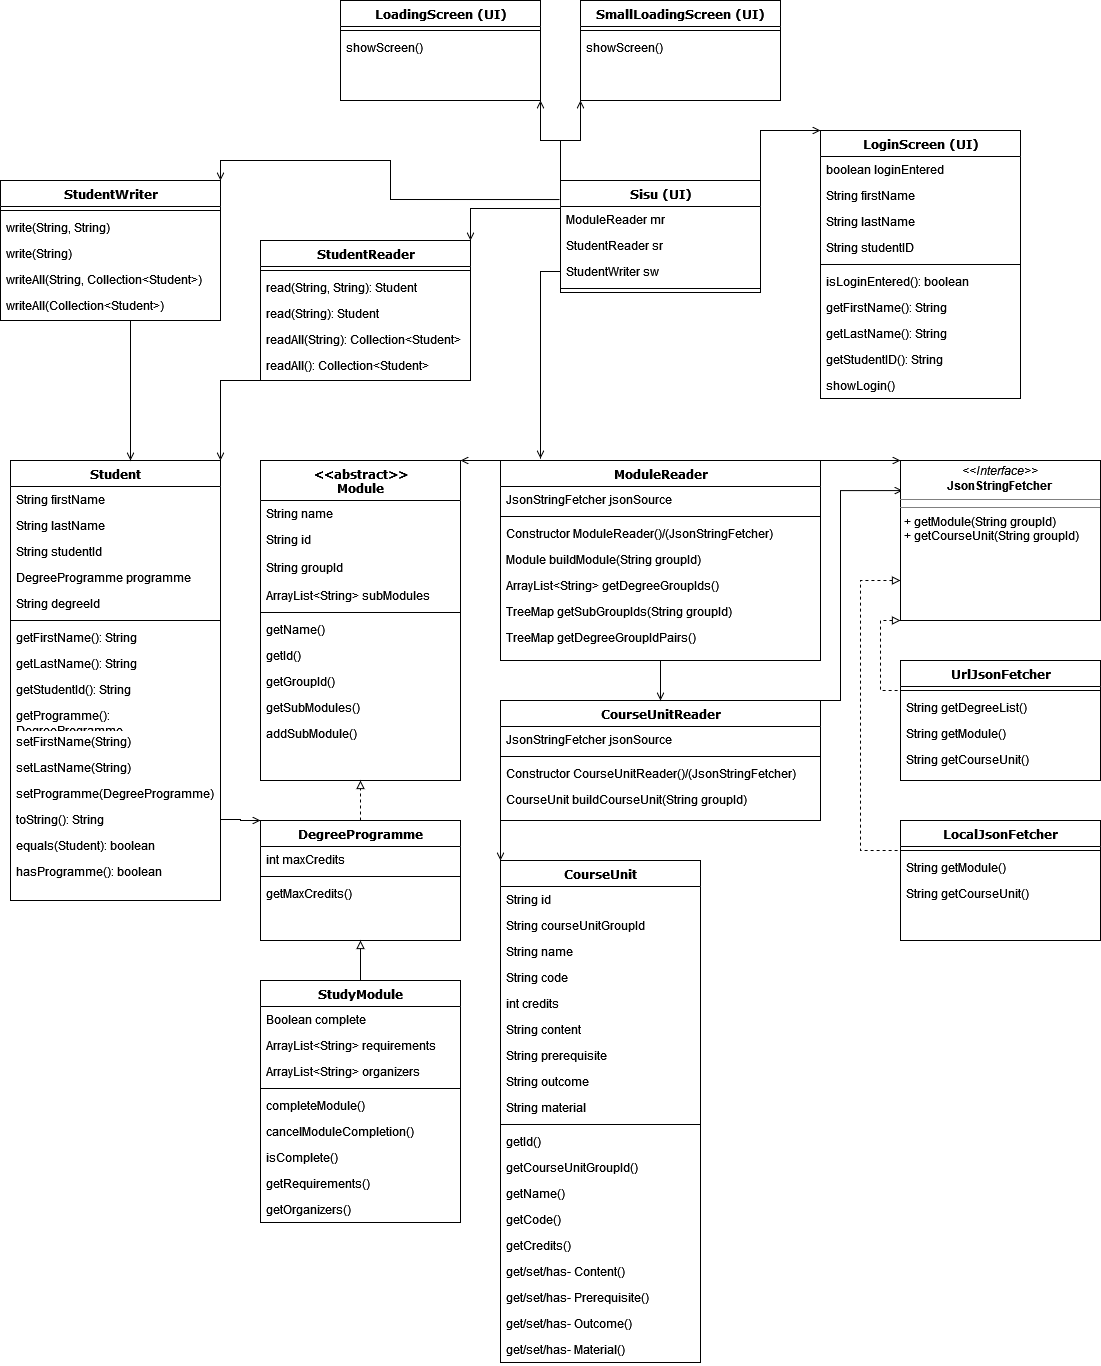 LoadingScreen (UI)
showScreen()
SmallLoadingScreen (UI)
showScreen()
StudentWriter
write(String, String)
write(String)
writeAll(String, Collection<Student>)
writeAll(Collection<Student>)
StudentReader
read(String, String): Student
read(String): Student
readAll(String): Collection<Student>
readAll(): Collection<Student>
Sisu (UI)
ModuleReader mr
StudentReader sr
StudentWriter sw
LoginScreen (UI)
boolean loginEntered
String firstName
String lastName
String studentID
isLoginEntered(): boolean
getFirstName(): String
getLastName(): String
getStudentID(): String
showLogin()
Student
String firstName
String lastName
String studentId
DegreeProgramme programme
String degreeId
getFirstName(): String
getLastName(): String
getStudentId(): String
getProgramme():
DegreeProgramme
setFirstName(String)
setLastName(String)
setProgramme(DegreeProgramme)
toString(): String
equals(Student): boolean
hasProgramme(): boolean
<<abstract>>
Module
String name
String id
String groupId
ArrayList<String> subModules
getName()
getId()
getGroupId()
getSubModules()
addSubModule()
ModuleReader
JsonStringFetcher jsonSource
Constructor ModuleReader()/(JsonStringFetcher)
Module buildModule(String groupId)
ArrayList<String> getDegreeGroupIds()
TreeMap getSubGroupIds(String groupId)
TreeMap getDegreeGroupIdPairs()
<<Interface>>
JsonStringFetcher
+ getModule(String groupId)
+ getCourseUnit(String groupId)
CourseUnitReader
JsonStringFetcher jsonSource
Constructor CourseUnitReader()/(JsonStringFetcher)
CourseUnit buildCourseUnit(String groupId)
UrlJsonFetcher
String getDegreeList()
String getModule()
String getCourseUnit()
LocalJsonFetcher
String getModule()
String getCourseUnit()
DegreeProgramme
int maxCredits
getMaxCredits()
StudyModule
Boolean complete
ArrayList<String> requirements
ArrayList<String> organizers
completeModule()
cancelModuleCompletion()
isComplete()
getRequirements()
getOrganizers()
CourseUnit
String id
String courseUnitGroupId
String name
String code
int credits
String content
String prerequisite
String outcome
String material
getId()
getCourseUnitGroupId()
getName()
getCode()
getCredits()
get/set/has- Content()
get/set/has- Prerequisite()
get/set/has- Outcome()
get/set/has- Material()